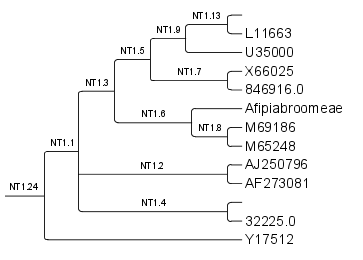 NT1.13
L11663
NT1.9
U35000
NT1.5
X66025
NT1.7
846916.0
NT1.3
Afipiabroomeae
NT1.6
M69186
NT1.8
M65248
NT1.1
AJ250796
NT1.2
AF273081
NT1.24
NT1.4
32225.0
Y17512